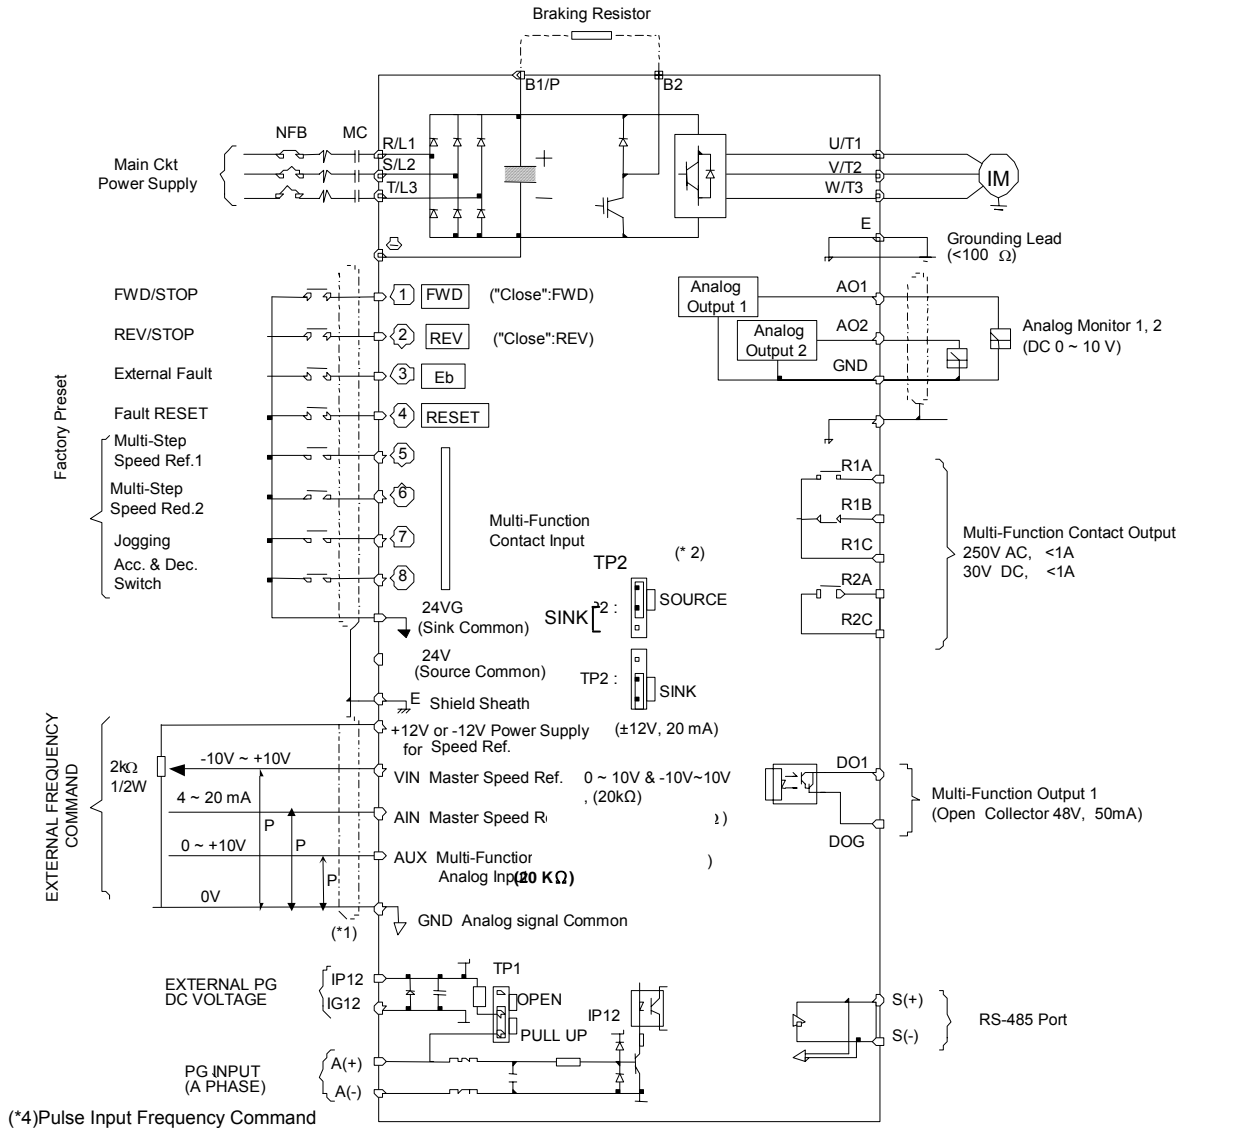 Braking Resistor
B1/P
B2
NFB
MC
R/L1
S/L2
T/L3
Main Ckt
Power Supply
+
−
U/T1
V/T2
W/T3
IM
E
Grounding Lead
(<100 Ω)
FWD/STOP
1
FWD
("Close":FWD)
REV/STOP
2
REV
("Close":REV)
External Fault
3
Eb
Fault RESET
4
RESET
Factory Preset
Multi-Step
Speed Ref.1
5
Multi-Step
Speed Red.2
6
Jogging
7
Acc. & Dec.
Switch
8
Multi-Function
Contact Input
Analog
Output 1
AO1
Analog
Output 2
AO2
GND
Analog Monitor 1, 2
(DC 0 ~ 10 V)
R1A
R1B
R1C
R2A
R2C
Multi-Function Contact Output
250V AC, <1A
30V DC, <1A
TP2
(* 2)
SINK
2 :
SOURCE
TP2 :
SINK
24VG
(Sink Common)
24V
(Source Common)
E Shield Sheath
+12V or -12V Power Supply
for Speed Ref.
(±12V, 20 mA)
EXTERNAL FREQUENCY
COMMAND
2kΩ
1/2W
-10V ~ +10V
4 ~ 20 mA
0 ~ +10V
0V
P
P
P
(*1)
VIN Master Speed Ref. 0 ~ 10V & -10V~10V
, (20kΩ)
AIN Master Speed
)
AUX Multi-Function
)
Analog (20 KΩ)
GND Analog signal Common
DO1
DOG
Multi-Function Output 1
(Open Collector 48V, 50mA)
EXTERNAL PG
DC VOLTAGE
IP12
IG12
TP1
OPEN
PULL UP
IP12
PG INPUT
(A PHASE)
A(+)
A(-)
S(+)
S(-)
RS-485 Port
(*4)Pulse Input Frequency Command